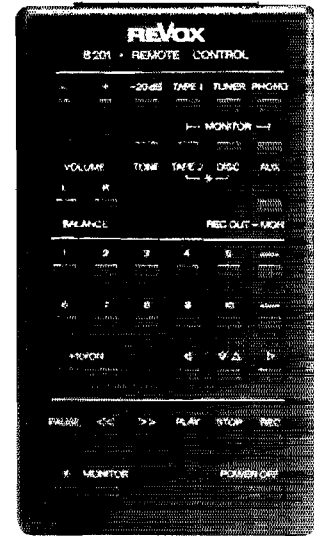 REVOX
B201 • REMOTE CONTROL
- + -20dB TAPE 1 TUNER PHONO
MONITOR
VOLUME TONE TAPE 2 DISC AUX
L R
BALANCE REC OUT - MON
1 2 3 4 5
6 7 8 9 10
PAUSE << >> PLAY STOP REC
MONITOR POWER OFF